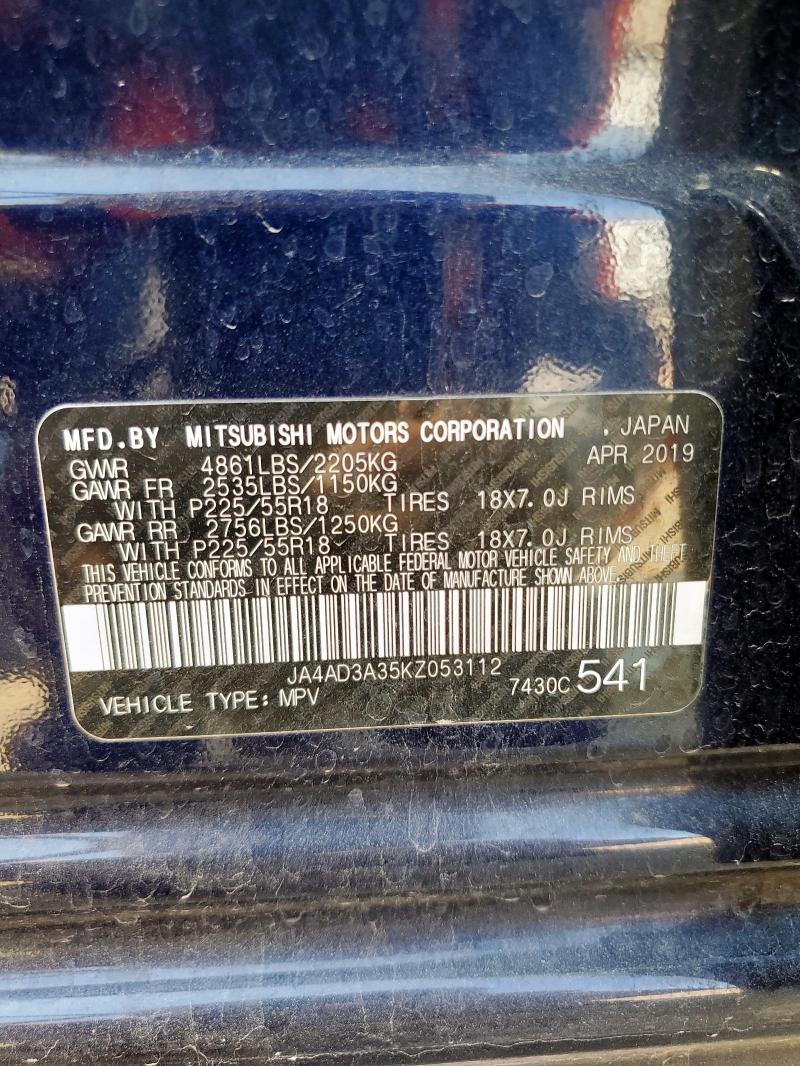 MFD.BY MITSUBISHI MOTORS CORPORATION . JAPAN
GVWR 4861LBS/2205KG APR 2019
GAWR FR 2535LBS/1150KG
WITH P225/55R18 TIRES 18X7.0J RIMS
GAWR RR 2756LBS/1250KG
WITH P225/55R18 TIRES 18X7.0J RIMS
THIS VEHICLE CONFORMS TO ALL APPLICABLE FEDERAL MOTOR VEHICLE SAFETY AND THEFT
PREVENTION STANDARDS IN EFFECT ON THE DATE OF MANUFACTURE SHOWN ABOVE.
JA4AD3A35KZ053112
VEHICLE TYPE: MPV 7430C 541